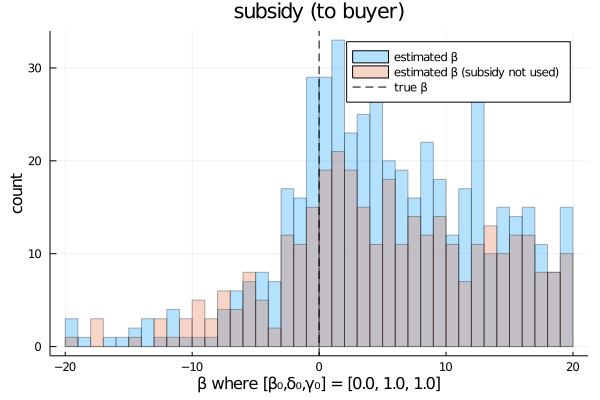 subsidy (to buyer)
estimated β
estimated β (subsidy not used)
true β
count
30
20
10
0
−20 −10 0 10 20
β where [β₀,δ₀,γ₀] = [0.0, 1.0, 1.0]